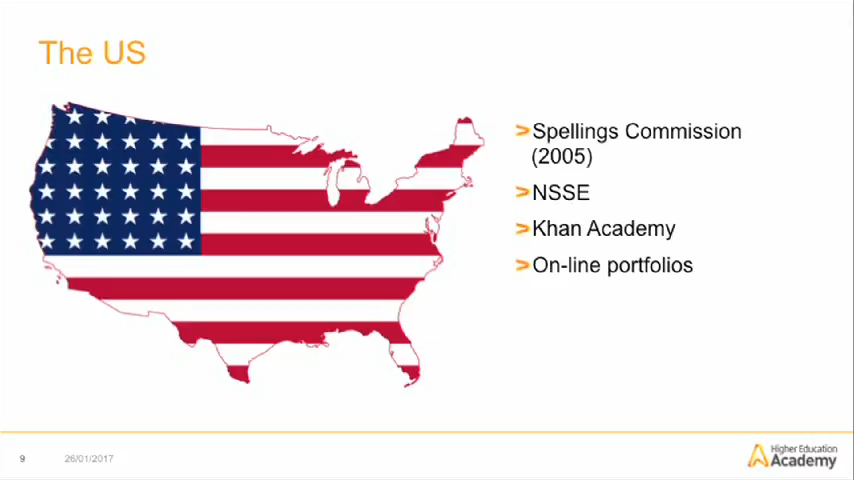 The US
> Spellings Commission
(2005)
> NSSE
> Khan Academy
> On-line portfolios
9
26/01/2017
Higher Education
Academy